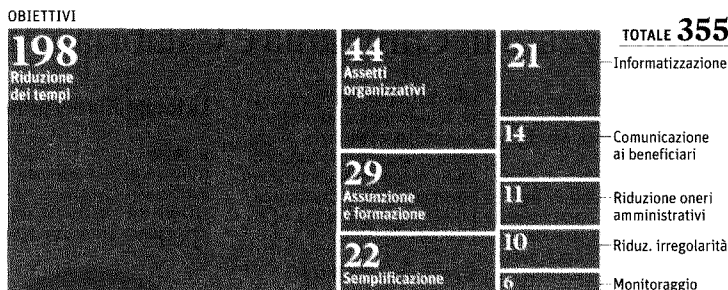 OBIETTIVI
TOTALE 355
198
Riduzione
dei tempi
44
Assetti
organizzativi
29
Assunzione
e formazione
22
Semplificazione
21
Informatizzazione
14
Comunicazione
ai beneficiari
11
Riduzione oneri
amministrativi
10
Riduz. irregolarità
6
Monitoraggio